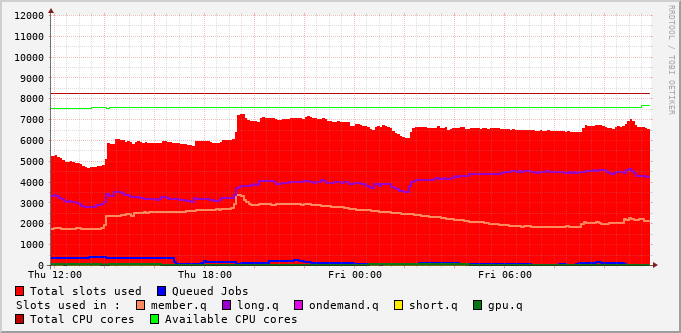 12000
11000
10000
9000
8000
7000
6000
5000
4000
3000
2000
1000
0
Thu 12:00 Thu 18:00 Fri 00:00 Fri 06:00
RRDTOOL / TOBI OETIKER
Total slots used Queued Jobs
Slots used in : member.q long.q ondemand.q short.q gpu.q
Total CPU cores Available CPU cores